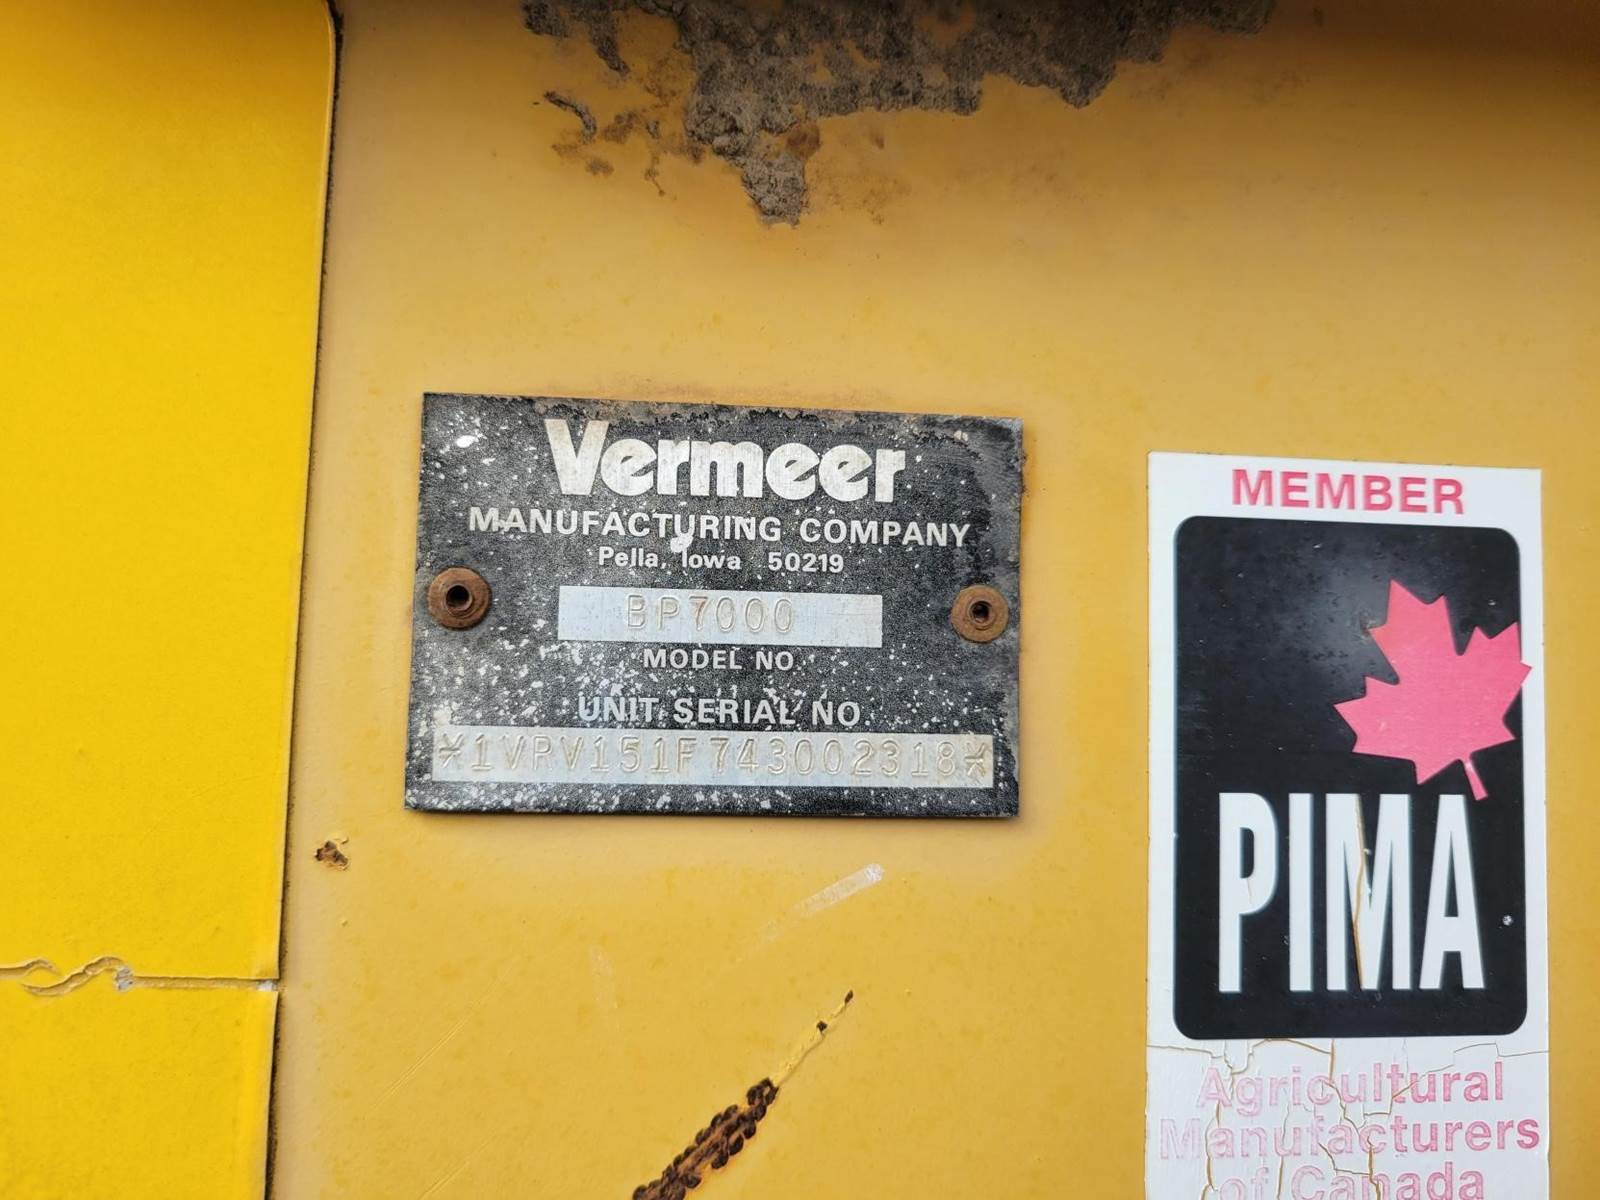 Vermeer
MANUFACTURING COMPANY
Pella, Iowa 50219
BP7000
MODEL NO.
UNIT SERIAL NO.
*1VRV151F743002318*
MEMBER
PIMA
Agricultural
Manufacturers
of Canada